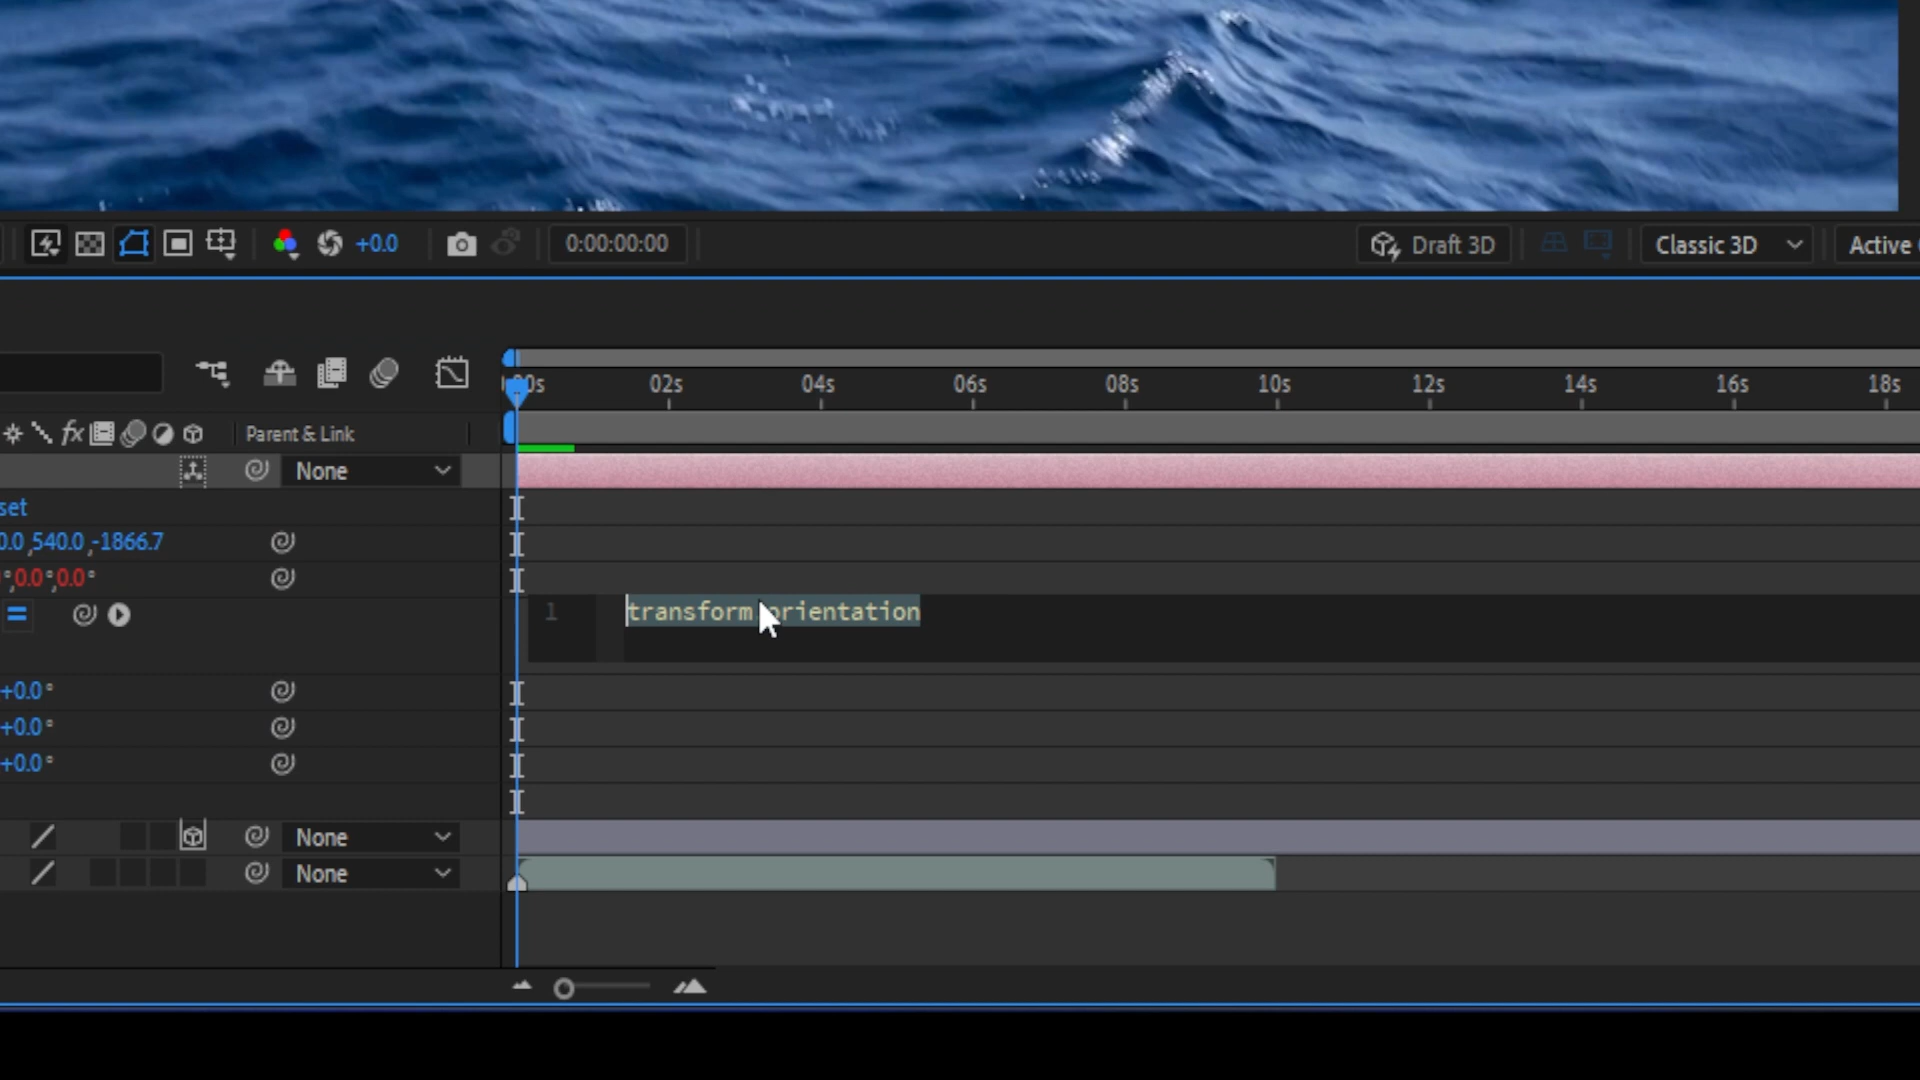 +0.0
0:00:00:00
Draft 3D
Classic 3D
Active
02s
04s
06s
08s
10s
12s
14s
16s
18s
fx
Parent & Link
None
set
0.0,540.0,-1866.7
°,0.0°,0.0°
1
transform orientation
+0.0°
+0.0°
+0.0°
None
None